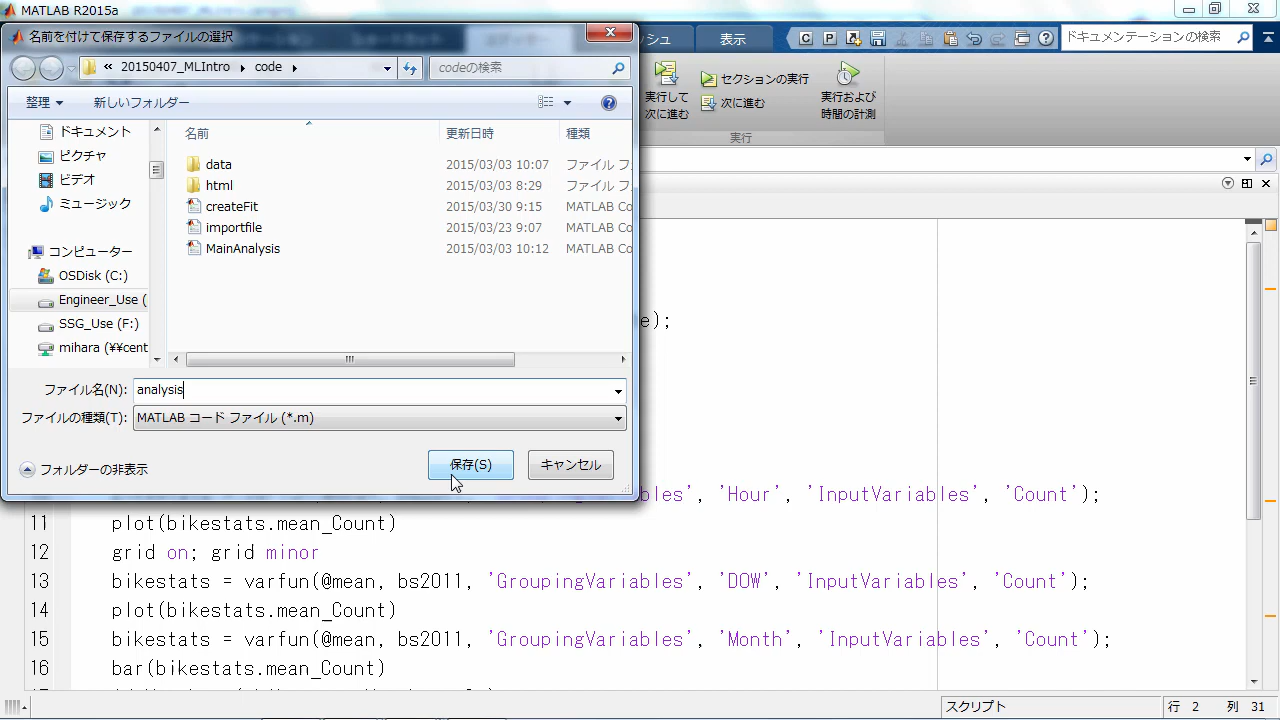 MATLAB R2015a
名前を付けて保存するファイルの選択
« 20150407_MLIntro ▸ code ▸
codeの検索
整理 ▼ 新しいフォルダー
ドキュメント
ピクチャ
ビデオ
ミュージック
コンピューター
OSDisk (C:)
Engineer_Use (
SSG_Use (F:)
mihara (¥¥cent
名前 更新日時 種類
data 2015/03/03 10:07 ファイル フ
html 2015/03/03 8:29 ファイル フ
createFit 2015/03/30 9:15 MATLAB Co
importfile 2015/03/23 9:07 MATLAB Co
MainAnalysis 2015/03/03 10:12 MATLAB Co
ファイル名(N): analysis
ファイルの種類(T): MATLAB コード ファイル (*.m)
フォルダーの非表示
保存(S) キャンセル
シュ 表示
C P
ドキュメンテーションの検索
実行して
次に進む
セクションの実行
次に進む
実行および
時間の計測
実行
e);
bles', 'Hour', 'InputVariables', 'Count');
11 plot(bikestats.mean_Count)
12 grid on; grid minor
13 bikestats = varfun(@mean, bs2011, 'GroupingVariables', 'DOW', 'InputVariables', 'Count');
14 plot(bikestats.mean_Count)
15 bikestats = varfun(@mean, bs2011, 'GroupingVariables', 'Month', 'InputVariables', 'Count');
16 bar(bikestats.mean_Count)
スクリプト 行 2 列 31